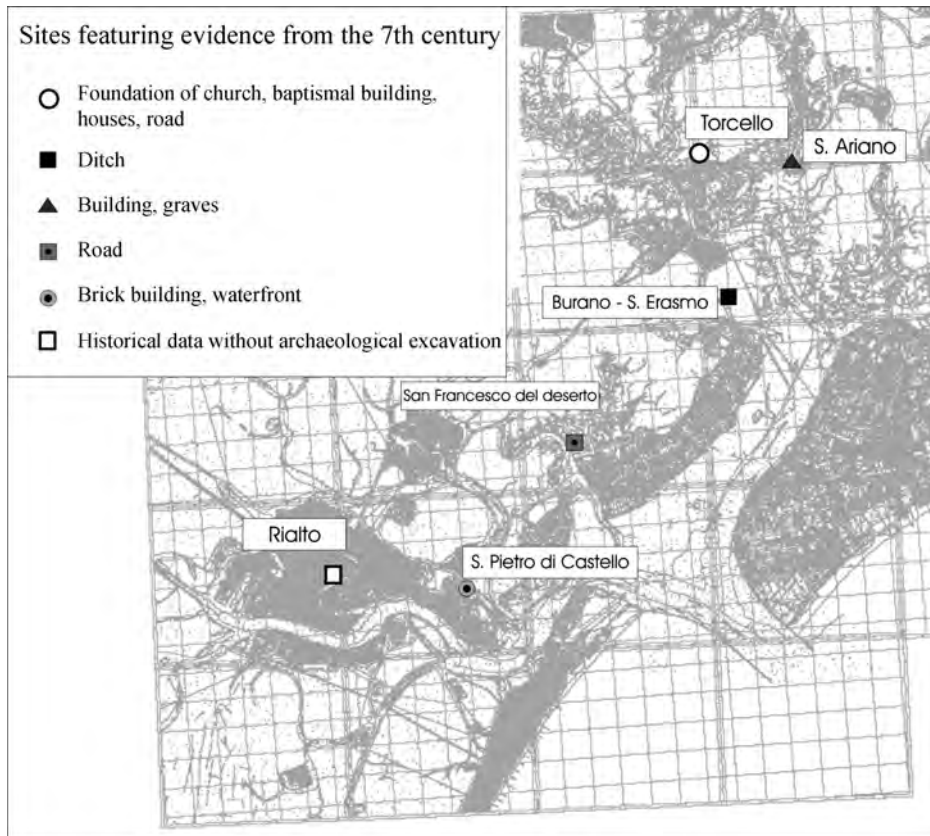 Sites featuring evidence from the 7th century
Foundation of church, baptismal building,
houses, road
Ditch
Building, graves
Road
Brick building, waterfront
Historical data without archaeological excavation
Torcello
S. Ariano
Burano - S. Erasmo
San Francesco del deserto
Rialto
S. Pietro di Castello